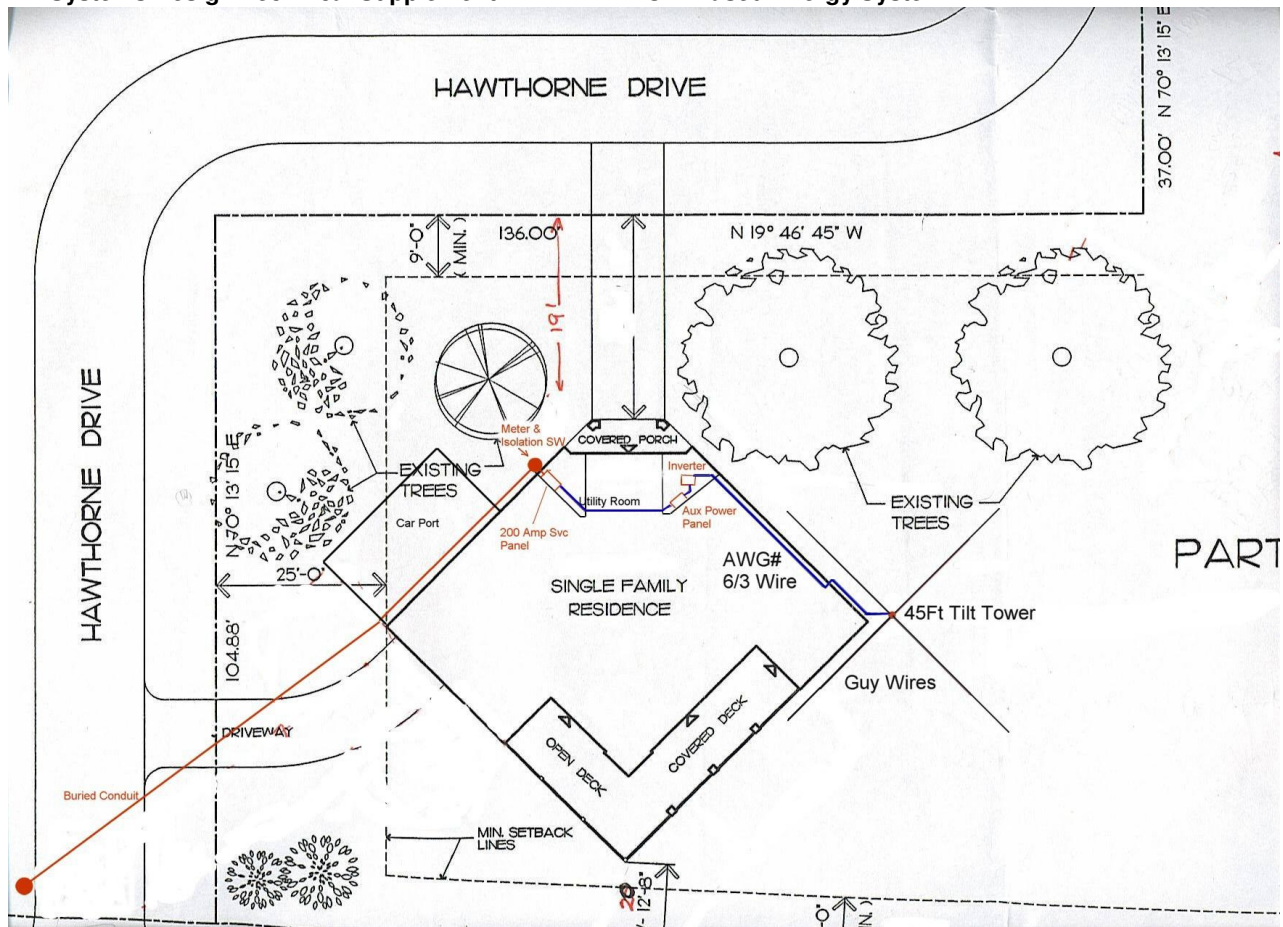 HAWTHORNE DRIVE
37.00' N 70° 13' 15" E
9'-0"
(MIN.)
136.00'
N 19° 46' 45" W
19'
HAWTHORNE DRIVE
N 70° 13' 15" E
104.88'
25'-0"
Meter &
Isolation SW
COVERED PORCH
EXISTING
TREES
Car Port
Utility Room
Inverter
Aux Power
Panel
200 Amp Svc
Panel
EXISTING
TREES
PART
AWG#
6/3 Wire
SINGLE FAMILY
RESIDENCE
45Ft Tilt Tower
Guy Wires
OPEN DECK
COVERED DECK
DRIVEWAY
Buried Conduit
MIN. SETBACK
LINES
12'-8"